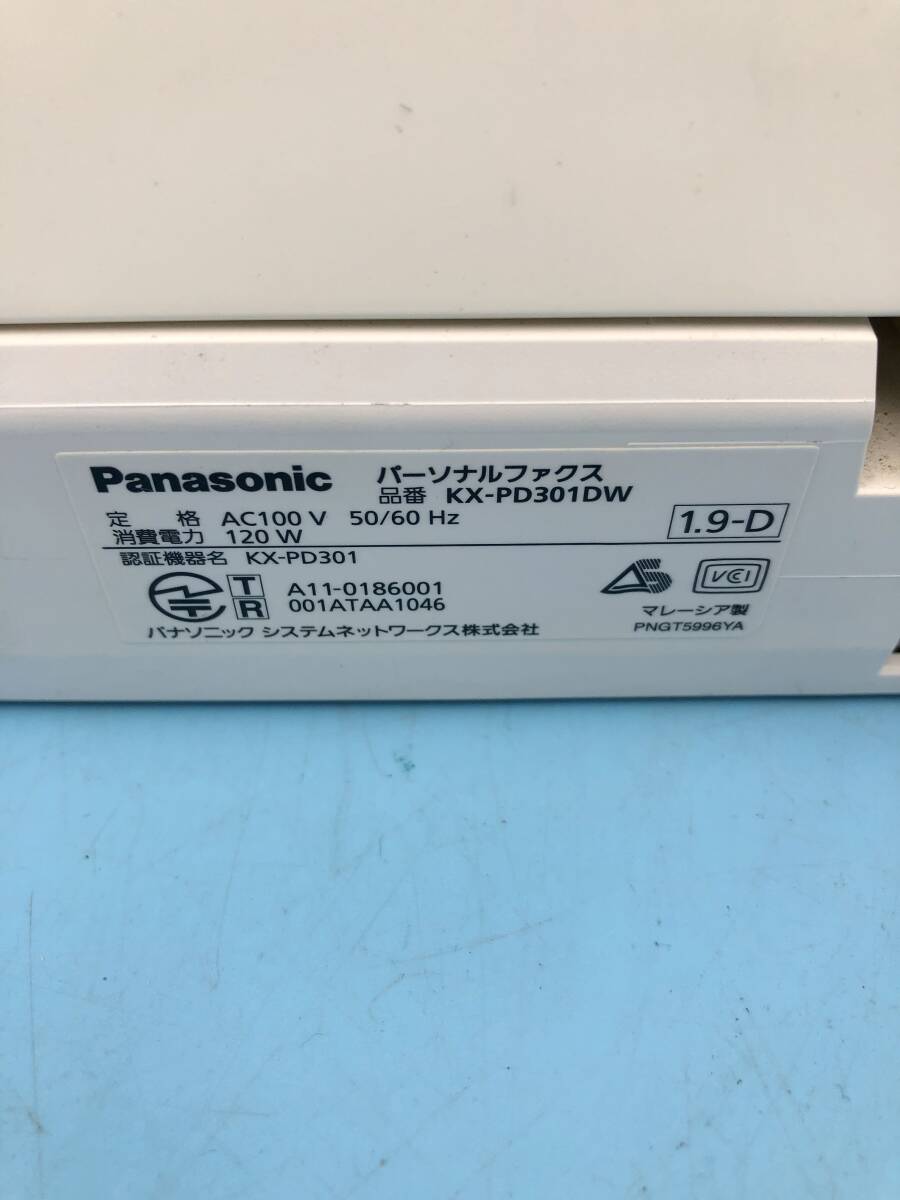 Panasonic パーソナルファクス
品番 KX-PD301DW
定 格 AC100 V 50/60 Hz
消費電力 120 W
1.9-D
認証機器名 KX-PD301
T A11-0186001
R 001ATAA1046
VCI
マレーシア製
パナソニック システムネットワークス株式会社
PNGT5996YA